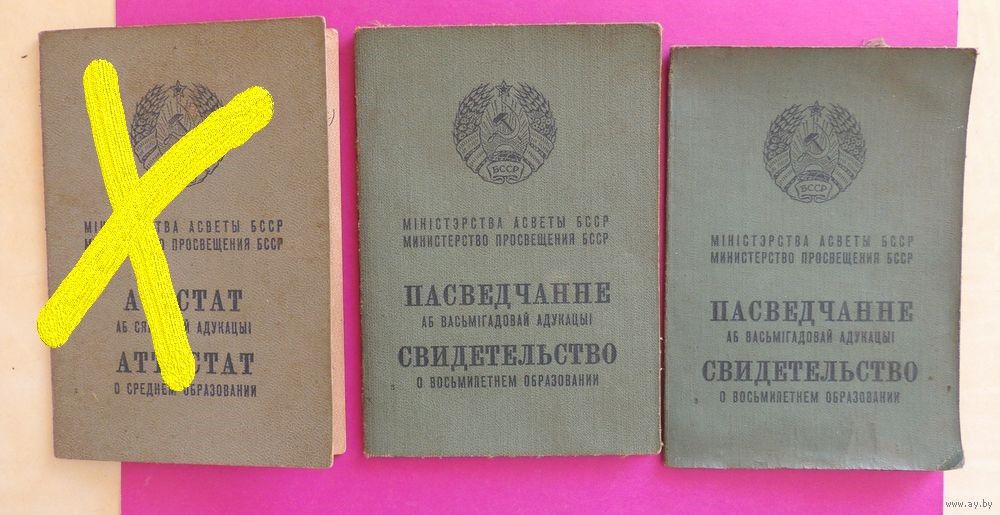 АСВЕТЫ БССР
ПРОСВЕЩЕНИЯ БССР
АБ АДУКАЦЫІ
АТТЕСТАТ
О СРЕДНЕМ ОБРАЗОВАНИИ
БССР
МІНІСТЭРСТВА АСВЕТЫ БССР
МИНИСТЕРСТВО ПРОСВЕЩЕНИЯ БССР
ПАСВЕДЧАННЕ
АБ ВАСЬМІГАДОВАЙ АДУКАЦЫІ
СВИДЕТЕЛЬСТВО
О ВОСЬМИЛЕТНЕМ ОБРАЗОВАНИИ
БССР
МІНІСТЭРСТВА АСВЕТЫ БССР
МИНИСТЕРСТВО ПРОСВЕЩЕНИЯ БССР
ПАСВЕДЧАННЕ
АБ ВАСЬМІГАДОВАЙ АДУКАЦЫІ
СВИДЕТЕЛЬСТВО
О ВОСЬМИЛЕТНЕМ ОБРАЗОВАНИИ
www.ay.by